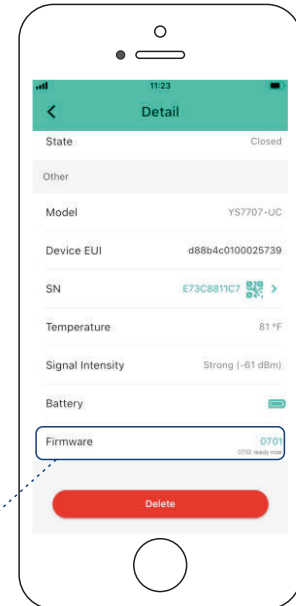 11:23
Detail
State Closed
Other
Model YS7707-UC
Device EUI d88b4c0100025739
SN E73C8811C7
Temperature 81 °F
Signal Intensity Strong (-61 dBm)
Battery
Firmware 0701
0702 ready now
Delete